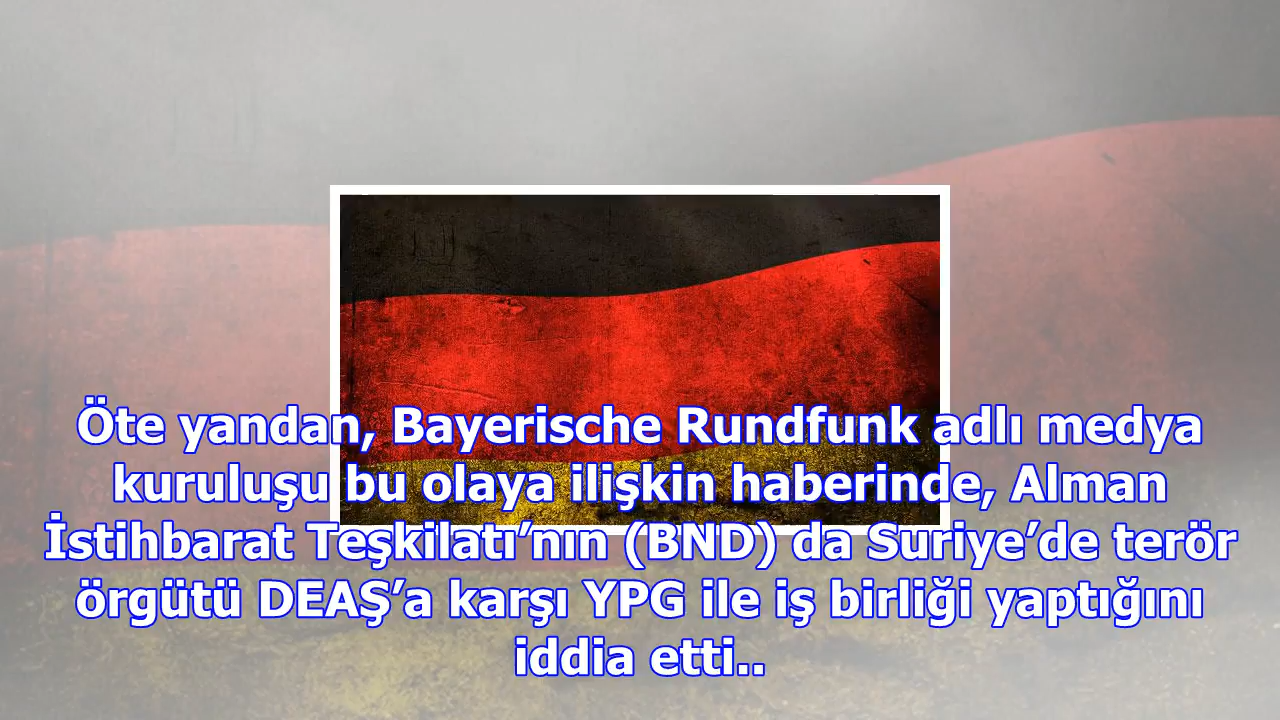 Öte yandan, Bayerische Rundfunk adlı medya
kuruluşu bu olaya ilişkin haberinde, Alman
İstihbarat Teşkilatı’nın (BND) da Suriye’de terör
örgütü DEAŞ’a karşı YPG ile iş birliği yaptığını
iddia etti..